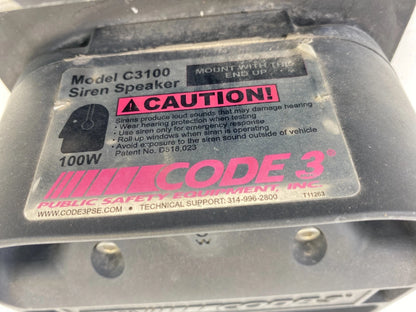 Model C3100
Siren Speaker
MOUNT WITH THIS
END UP
CAUTION!
Sirens produce loud sounds that may damage hearing
• Wear hearing protection when testing
• Use siren only for emergency response
• Roll up windows when siren is operating
• Avoid exposure to the siren sound outside of vehicle
Patent No. D518,023
100W
CODE 3®
PUBLIC SAFETY EQUIPMENT, INC.
WWW.CODE3PSE.COM • TECHNICAL SUPPORT: 314-996-2800
T11263
W
CODE 3